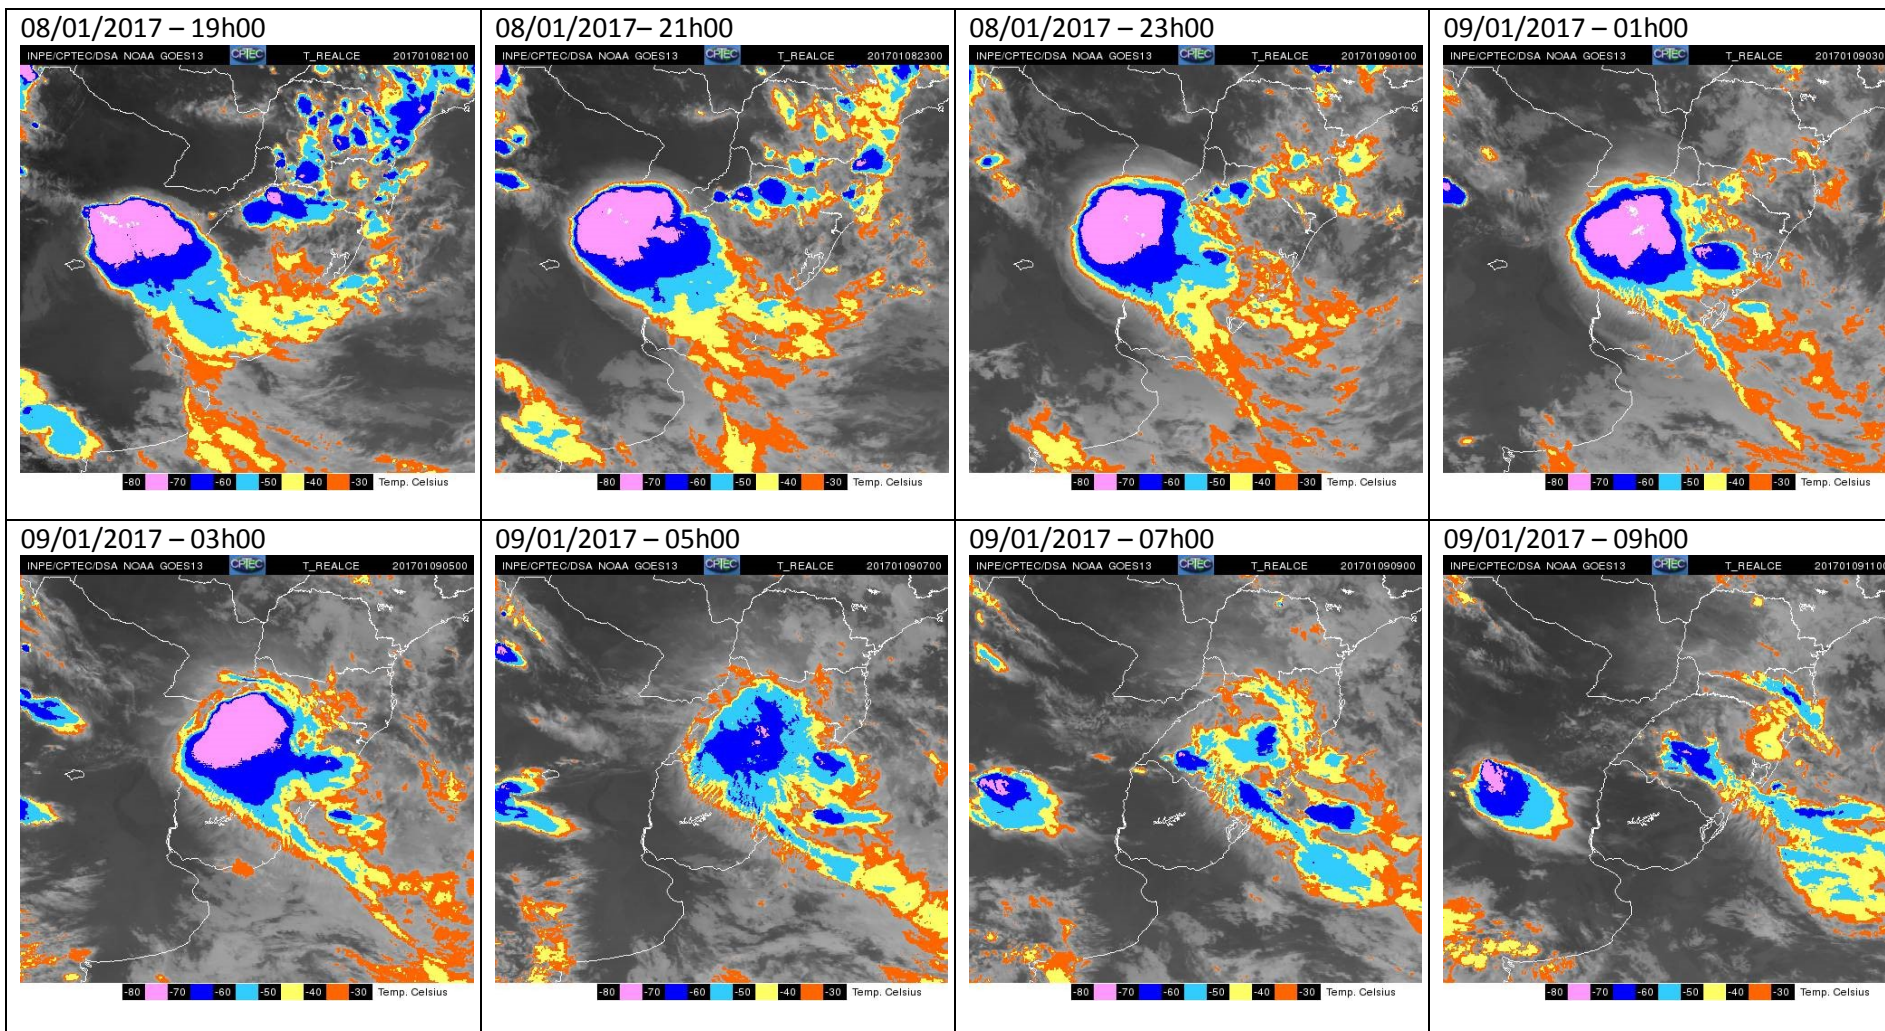 08/01/2017 – 19h00
INPE/CPTEC/DSA NOAA GOES13 CPTEC T_REALCE 201701082100
-80 -70 -60 -50 -40 -30 Temp. Celsius
08/01/2017– 21h00
INPE/CPTEC/DSA NOAA GOES13 CPTEC T_REALCE 201701082300
-80 -70 -60 -50 -40 -30 Temp. Celsius
08/01/2017 – 23h00
INPE/CPTEC/DSA NOAA GOES13 CPTEC T_REALCE 201701090100
-80 -70 -60 -50 -40 -30 Temp. Celsius
09/01/2017 – 01h00
INPE/CPTEC/DSA NOAA GOES13 CPTEC T_REALCE 20170109030
-80 -70 -60 -50 -40 -30 Temp. Celsius
09/01/2017 – 03h00
INPE/CPTEC/DSA NOAA GOES13 CPTEC T_REALCE 201701090500
-80 -70 -60 -50 -40 -30 Temp. Celsius
09/01/2017 – 05h00
INPE/CPTEC/DSA NOAA GOES13 CPTEC T_REALCE 201701090700
-80 -70 -60 -50 -40 -30 Temp. Celsius
09/01/2017 – 07h00
INPE/CPTEC/DSA NOAA GOES13 CPTEC T_REALCE 201701090900
-80 -70 -60 -50 -40 -30 Temp. Celsius
09/01/2017 – 09h00
INPE/CPTEC/DSA NOAA GOES13 CPTEC T_REALCE 201701091100
-80 -70 -60 -50 -40 -30 Temp. Celsius